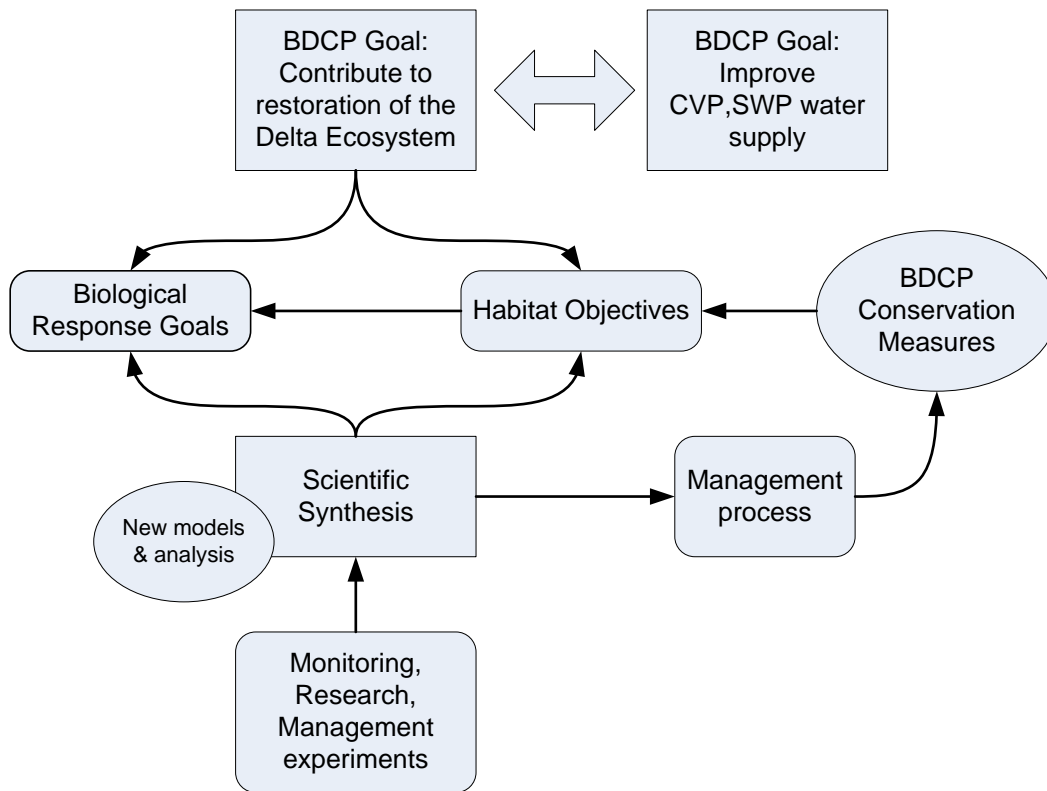 BDCP Goal:
Contribute to
restoration of the
Delta Ecosystem
BDCP Goal:
Improve
CVP,SWP water
supply
Biological
Response Goals
Habitat Objectives
BDCP
Conservation
Measures
Scientific
Synthesis
New models
& analysis
Management
process
Monitoring,
Research,
Management
experiments